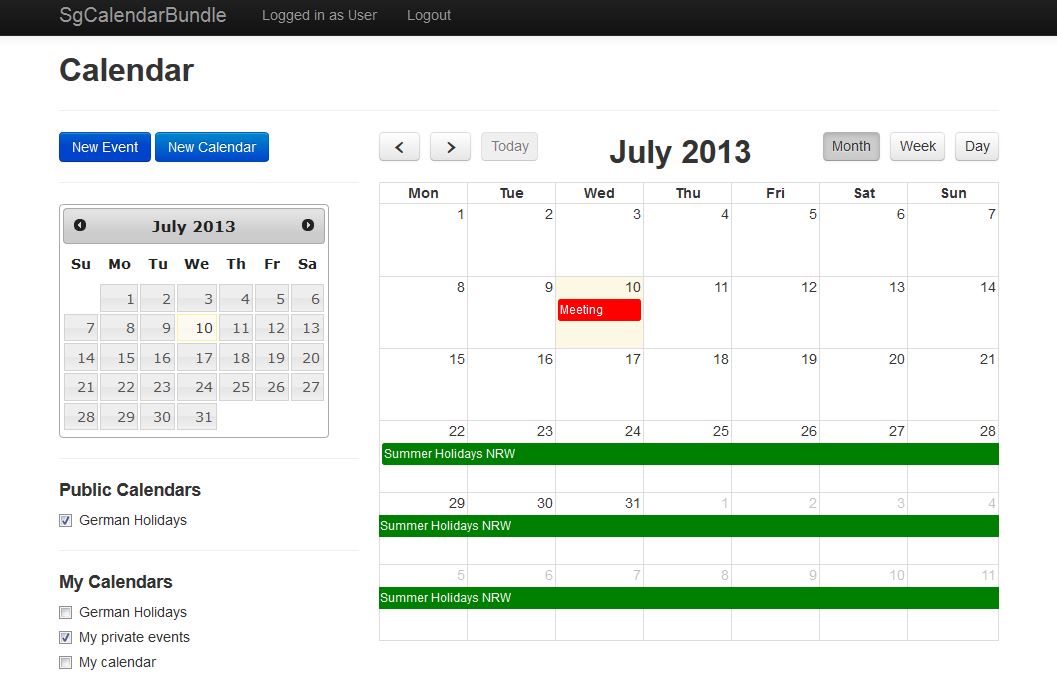 SgCalendarBundle Logged in as User Logout
Calendar
New Event New Calendar
July 2013
Su Mo Tu We Th Fr Sa
1 2 3 4 5 6
7 8 9 10 11 12 13
14 15 16 17 18 19 20
21 22 23 24 25 26 27
28 29 30 31
Public Calendars
German Holidays
My Calendars
German Holidays
My private events
My calendar
< > Today July 2013 Month Week Day
Mon Tue Wed Thu Fri Sat Sun
1 2 3 4 5 6 7
8 9 10 11 12 13 14
Meeting
15 16 17 18 19 20 21
22 23 24 25 26 27 28
Summer Holidays NRW
29 30 31 1 2 3 4
Summer Holidays NRW
5 6 7 8 9 10 11
Summer Holidays NRW